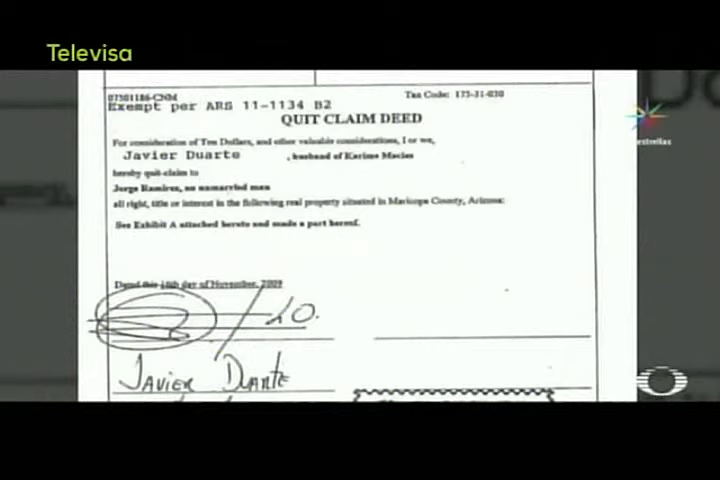 Televisa
07501186-CNM
Tax Code: 173-31-030
Exempt per ARS 11-1134 B2
QUIT CLAIM DEED
For consideration of Ten Dollars, and other valuable considerations, I or we,
Javier Duarte , husband of Karime Macias
hereby quit-claim to
Jorge Ramirez, an unmarried man
all right, title or interest in the following real property situated in Maricopa County, Arizona:
See Exhibit A attached hereto and made a part hereof.
Dated this 18th day of November, 2009
JAVIER DUARTE
estrellas